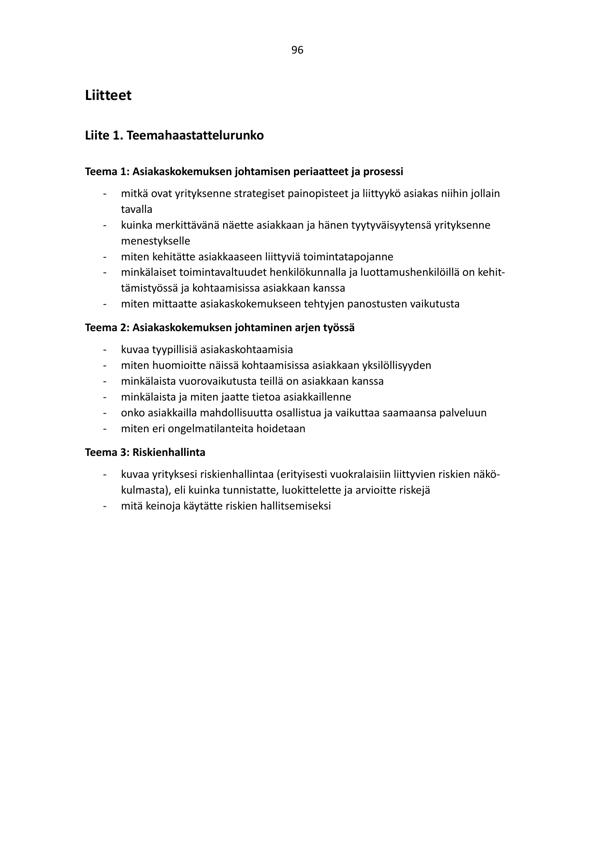 96
Liitteet
Liite 1. Teemahaastattelurunko
Teema 1: Asiakaskokemuksen johtamisen periaatteet ja prosessi
- mitkä ovat yrityksenne strategiset painopisteet ja liittyykö asiakas niihin jollain
tavalla
- kuinka merkittävänä näette asiakkaan ja hänen tyytyväisyytensä yrityksenne
menestykselle
- miten kehitätte asiakkaaseen liittyviä toimintatapojanne
- minkälaiset toimintavaltuudet henkilökunnalla ja luottamushenkilöillä on kehit-
tämistyössä ja kohtaamisissa asiakkaan kanssa
- miten mittaatte asiakaskokemukseen tehtyjen panostusten vaikutusta
Teema 2: Asiakaskokemuksen johtaminen arjen työssä
- kuvaa tyypillisiä asiakaskohtaamisia
- miten huomioitte näissä kohtaamisissa asiakkaan yksilöllisyyden
- minkälaista vuorovaikutusta teillä on asiakkaan kanssa
- minkälaista ja miten jaatte tietoa asiakkaillenne
- onko asiakkailla mahdollisuutta osallistua ja vaikuttaa saamaansa palveluun
- miten eri ongelmatilanteita hoidetaan
Teema 3: Riskienhallinta
- kuvaa yrityksesi riskienhallintaa (erityisesti vuokralaisiin liittyvien riskien näkö-
kulmasta), eli kuinka tunnistatte, luokittelette ja arvioitte riskejä
- mitä keinoja käytätte riskien hallitsemiseksi